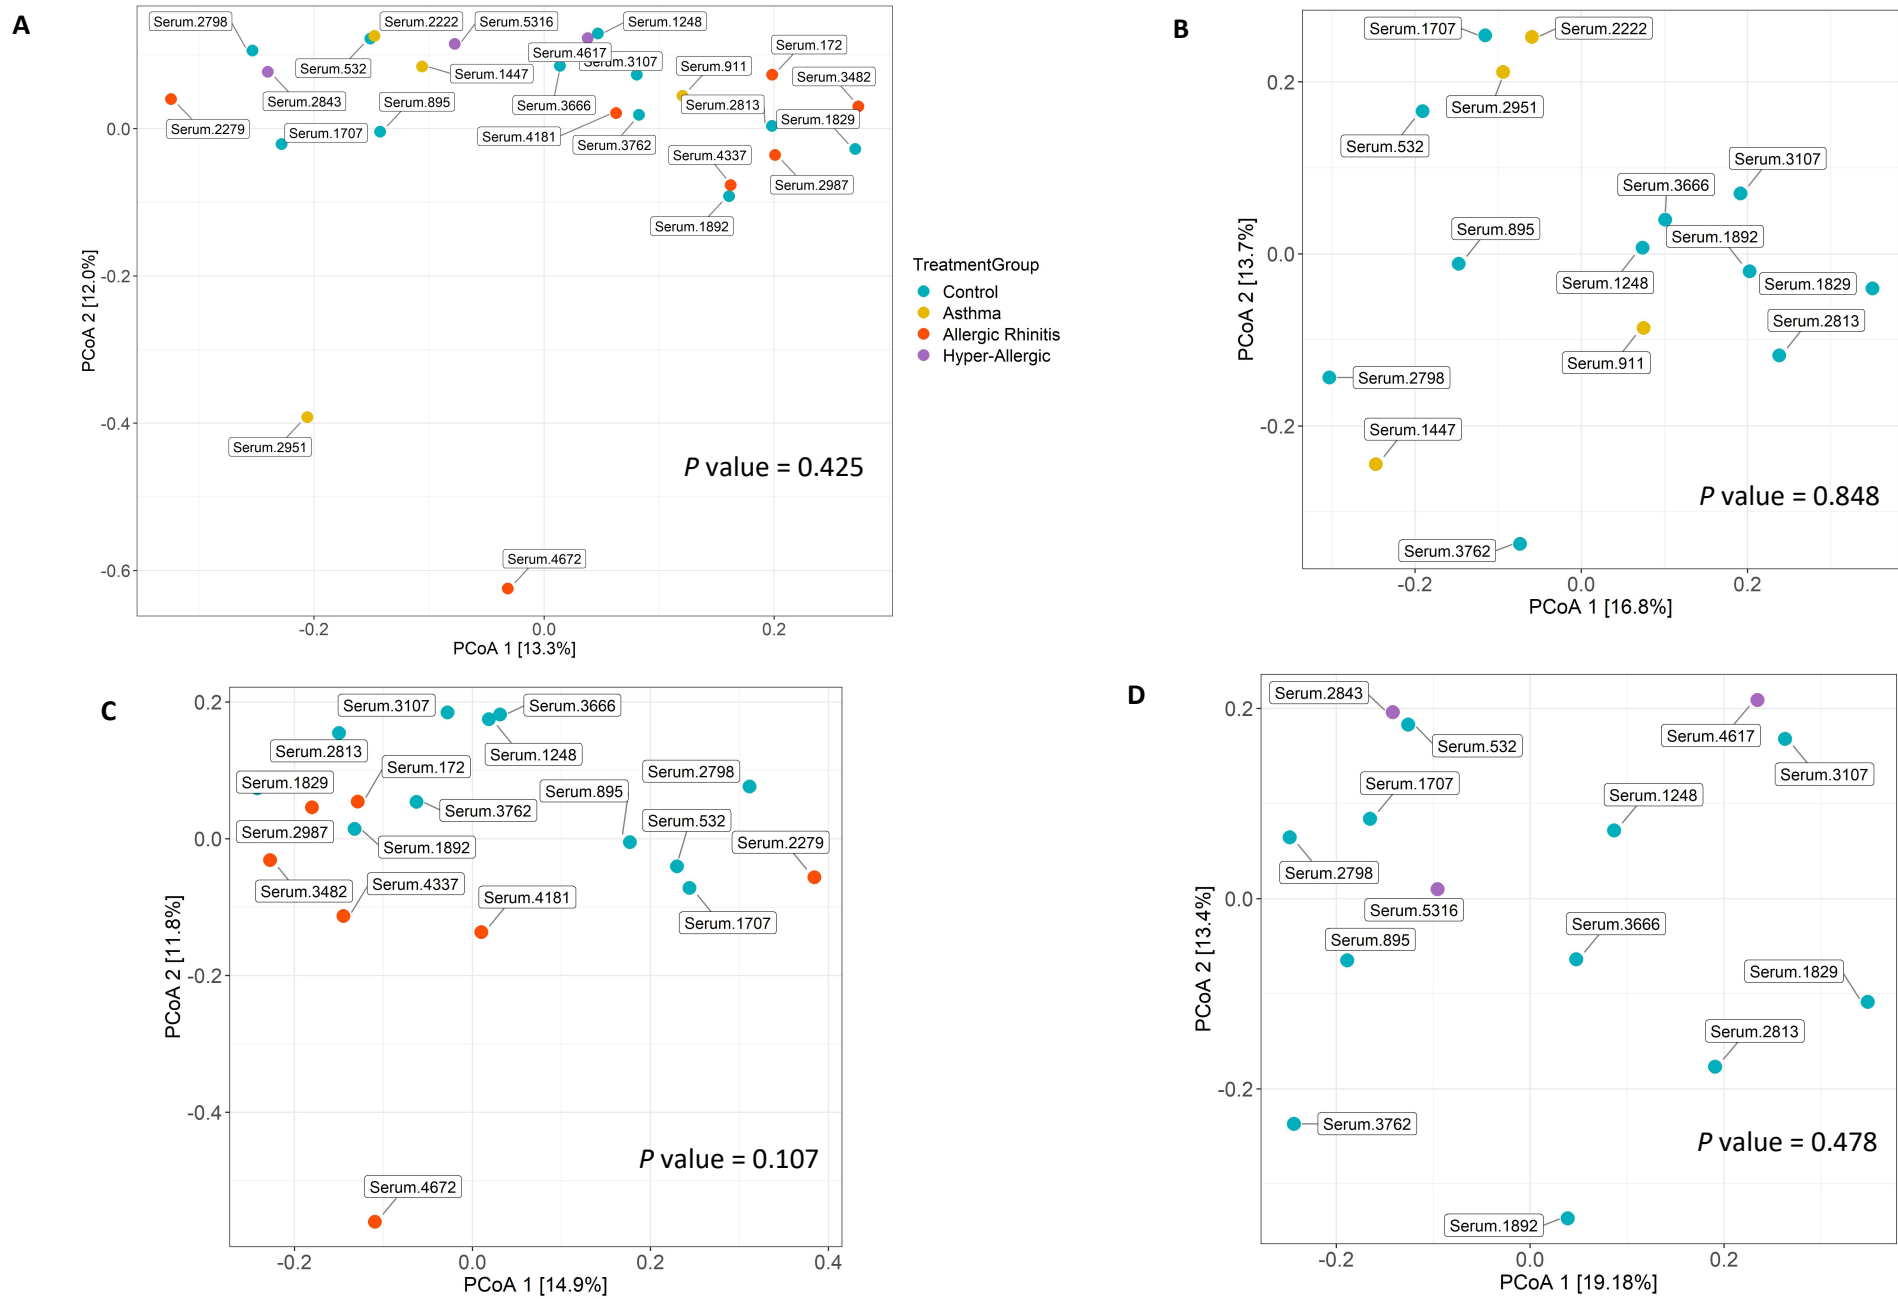 A
Serum.2798
Serum.2222
Serum.5316
Serum.1248
Serum.532
Serum.1447
Serum.4617
Serum.3107
Serum.172
Serum.911
Serum.3482
Serum.2843
Serum.895
Serum.3666
Serum.2813
Serum.1829
Serum.2279
Serum.1707
Serum.4181
Serum.3762
Serum.4337
Serum.2987
Serum.1892
Serum.2951
Serum.4672
P value = 0.425
0.0
-0.2
-0.4
-0.6
PCoA 2 [12.0%]
-0.2
0.0
0.2
PCoA 1 [13.3%]
TreatmentGroup
Control
Asthma
Allergic Rhinitis
Hyper-Allergic
B
Serum.1707
Serum.2222
Serum.2951
Serum.532
Serum.3107
Serum.3666
Serum.895
Serum.1892
Serum.1248
Serum.1829
Serum.2813
Serum.911
Serum.2798
Serum.1447
Serum.3762
P value = 0.848
0.2
0.0
-0.2
PCoA 2 [13.7%]
-0.2
0.0
0.2
PCoA 1 [16.8%]
C
Serum.3107
Serum.3666
Serum.2813
Serum.1248
Serum.172
Serum.2798
Serum.1829
Serum.895
Serum.3762
Serum.532
Serum.2987
Serum.1892
Serum.2279
Serum.3482
Serum.4337
Serum.4181
Serum.1707
Serum.4672
P value = 0.107
0.2
0.0
-0.2
-0.4
PCoA 2 [11.8%]
-0.2
0.0
0.2
0.4
PCoA 1 [14.9%]
D
Serum.2843
Serum.532
Serum.4617
Serum.3107
Serum.1707
Serum.1248
Serum.2798
Serum.5316
Serum.3666
Serum.895
Serum.1829
Serum.2813
Serum.3762
Serum.1892
P value = 0.478
0.2
0.0
-0.2
PCoA 2 [13.4%]
-0.2
0.0
0.2
PCoA 1 [19.18%]